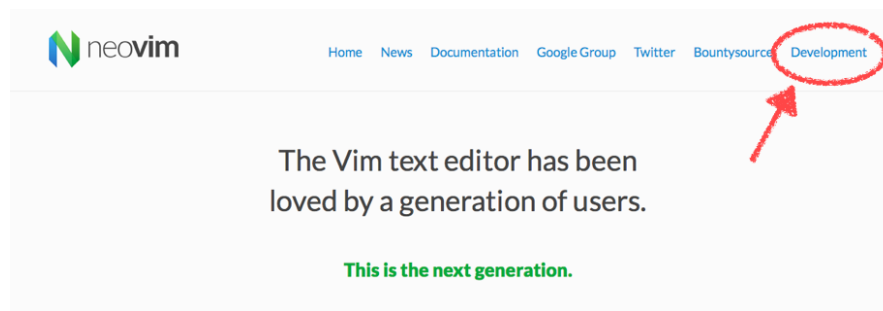 neovim
Home News Documentation Google Group Twitter Bountysource Development
The Vim text editor has been
loved by a generation of users.
This is the next generation.